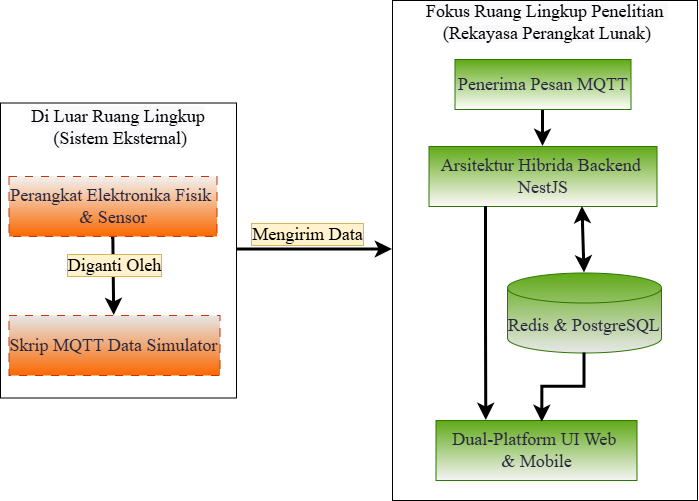 Di Luar Ruang Lingkup
(Sistem Eksternal)
Perangkat Elektronika Fisik
& Sensor
Diganti Oleh
Skrip MQTT Data Simulator
Mengirim Data
Fokus Ruang Lingkup Penelitian
(Rekayasa Perangkat Lunak)
Penerima Pesan MQTT
Arsitektur Hibrida Backend
NestJS
Redis & PostgreSQL
Dual-Platform UI Web
& Mobile